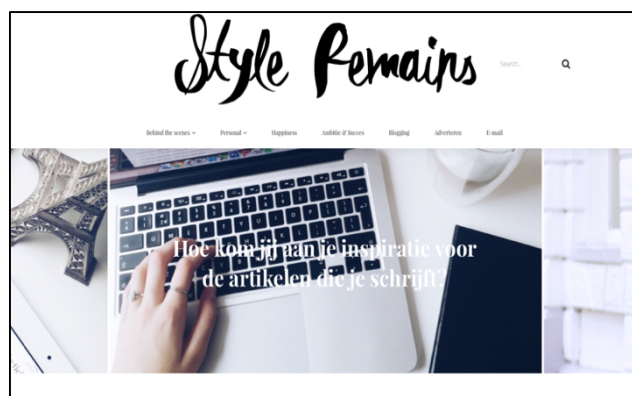 Style Remains
Search..
Behind the scenes Personal Happiness Ambitie & Succes Blogging Adverteren E-mail
Hoe kom jij aan je inspiratie voor
de artikelen die je schrijft?